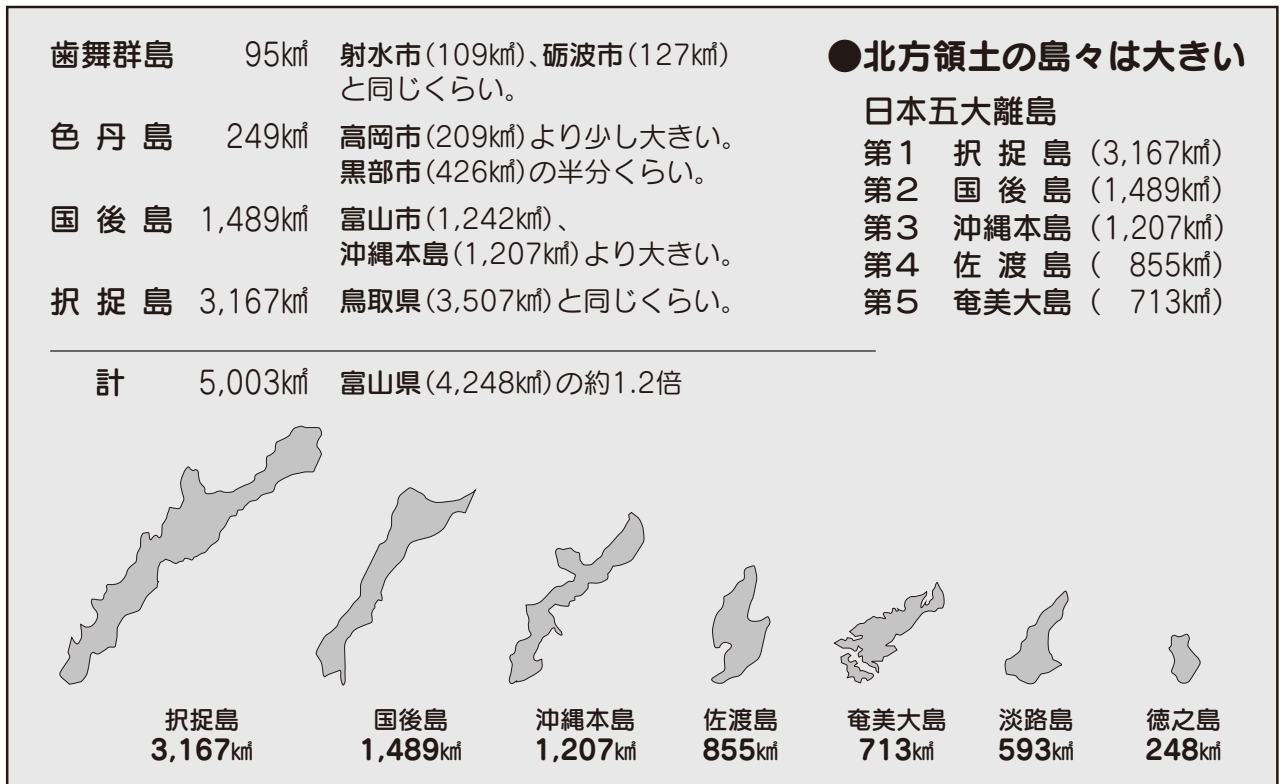 歯舞群島 95㎢ 射水市(109㎢)、砺波市(127㎢)
と同じくらい。
色丹島 249㎢ 高岡市(209㎢)より少し大きい。
黒部市(426㎢)の半分くらい。
国後島 1,489㎢ 富山市(1,242㎢)、
沖縄本島(1,207㎢)より大きい。
択捉島 3,167㎢ 鳥取県(3,507㎢)と同じくらい。
計 5,003㎢ 富山県(4,248㎢)の約1.2倍
●北方領土の島々は大きい
日本五大離島
第1 択捉島 (3,167㎢)
第2 国後島 (1,489㎢)
第3 沖縄本島 (1,207㎢)
第4 佐渡島 ( 855㎢)
第5 奄美大島 ( 713㎢)
択捉島 国後島 沖縄本島 佐渡島 奄美大島 淡路島 徳之島
3,167㎢ 1,489㎢ 1,207㎢ 855㎢ 713㎢ 593㎢ 248㎢